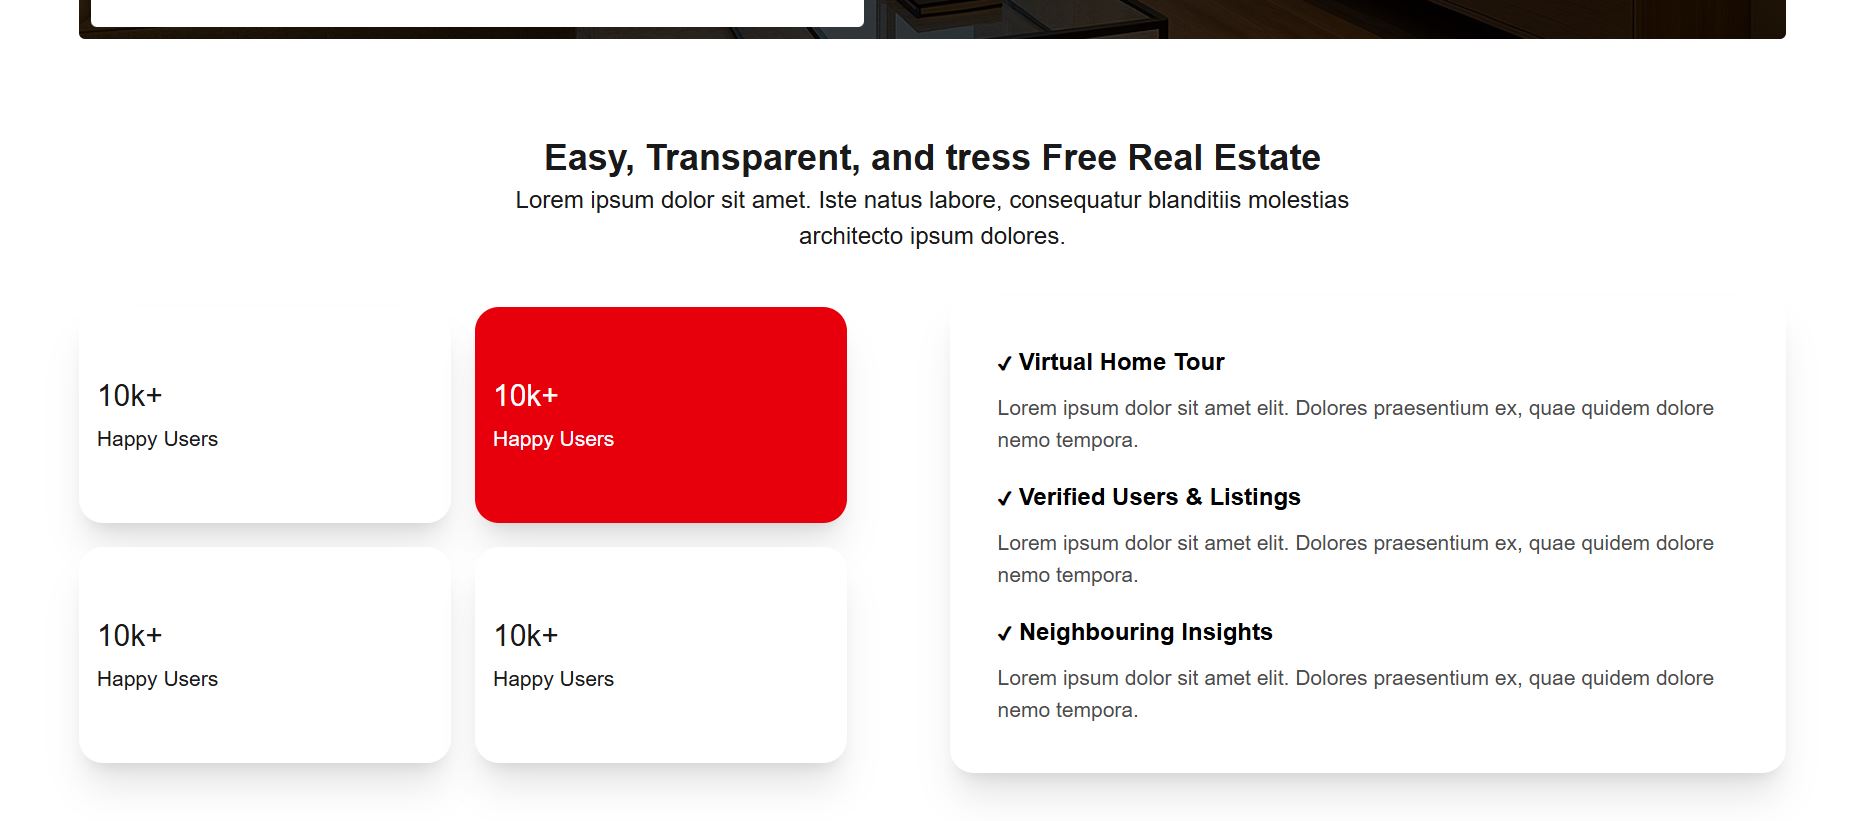 Easy, Transparent, and tress Free Real Estate
Lorem ipsum dolor sit amet. Iste natus labore, consequatur blanditiis molestias
architecto ipsum dolores.
10k+
Happy Users
10k+
Happy Users
10k+
Happy Users
10k+
Happy Users
✓ Virtual Home Tour
Lorem ipsum dolor sit amet elit. Dolores praesentium ex, quae quidem dolore
nemo tempora.
✓ Verified Users & Listings
Lorem ipsum dolor sit amet elit. Dolores praesentium ex, quae quidem dolore
nemo tempora.
✓ Neighbouring Insights
Lorem ipsum dolor sit amet elit. Dolores praesentium ex, quae quidem dolore
nemo tempora.